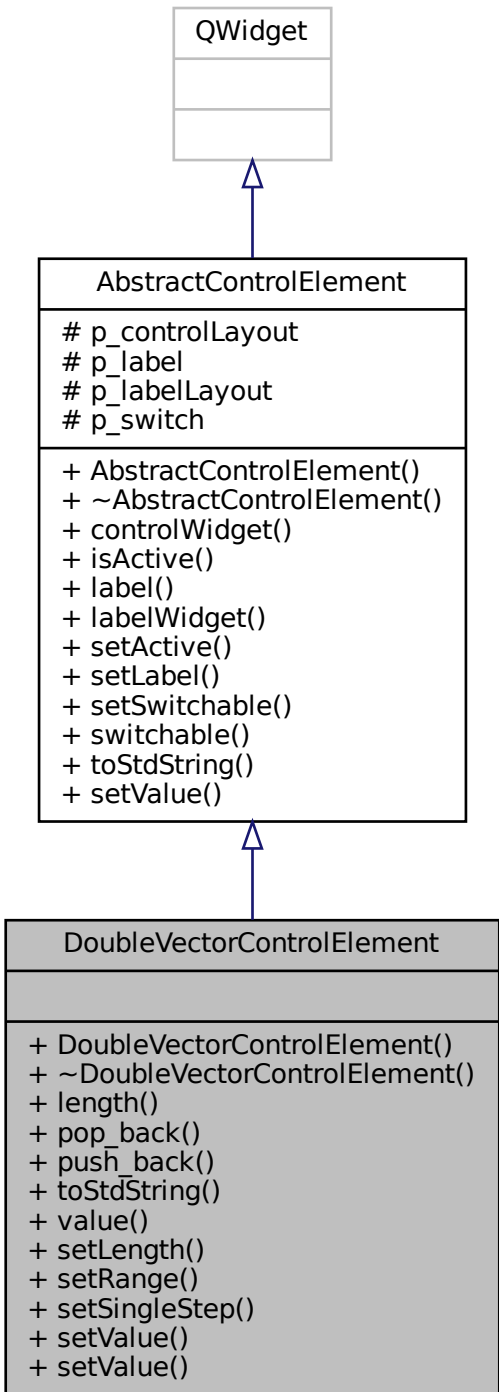 QWidget
AbstractControlElement
# p_controlLayout
# p_label
# p_labelLayout
# p_switch
+ AbstractControlElement()
+ ~AbstractControlElement()
+ controlWidget()
+ isActive()
+ label()
+ labelWidget()
+ setActive()
+ setLabel()
+ setSwitchable()
+ switchable()
+ toStdString()
+ setValue()
DoubleVectorControlElement
+ DoubleVectorControlElement()
+ ~DoubleVectorControlElement()
+ length()
+ pop_back()
+ push_back()
+ toStdString()
+ value()
+ setLength()
+ setRange()
+ setSingleStep()
+ setValue()
+ setValue()